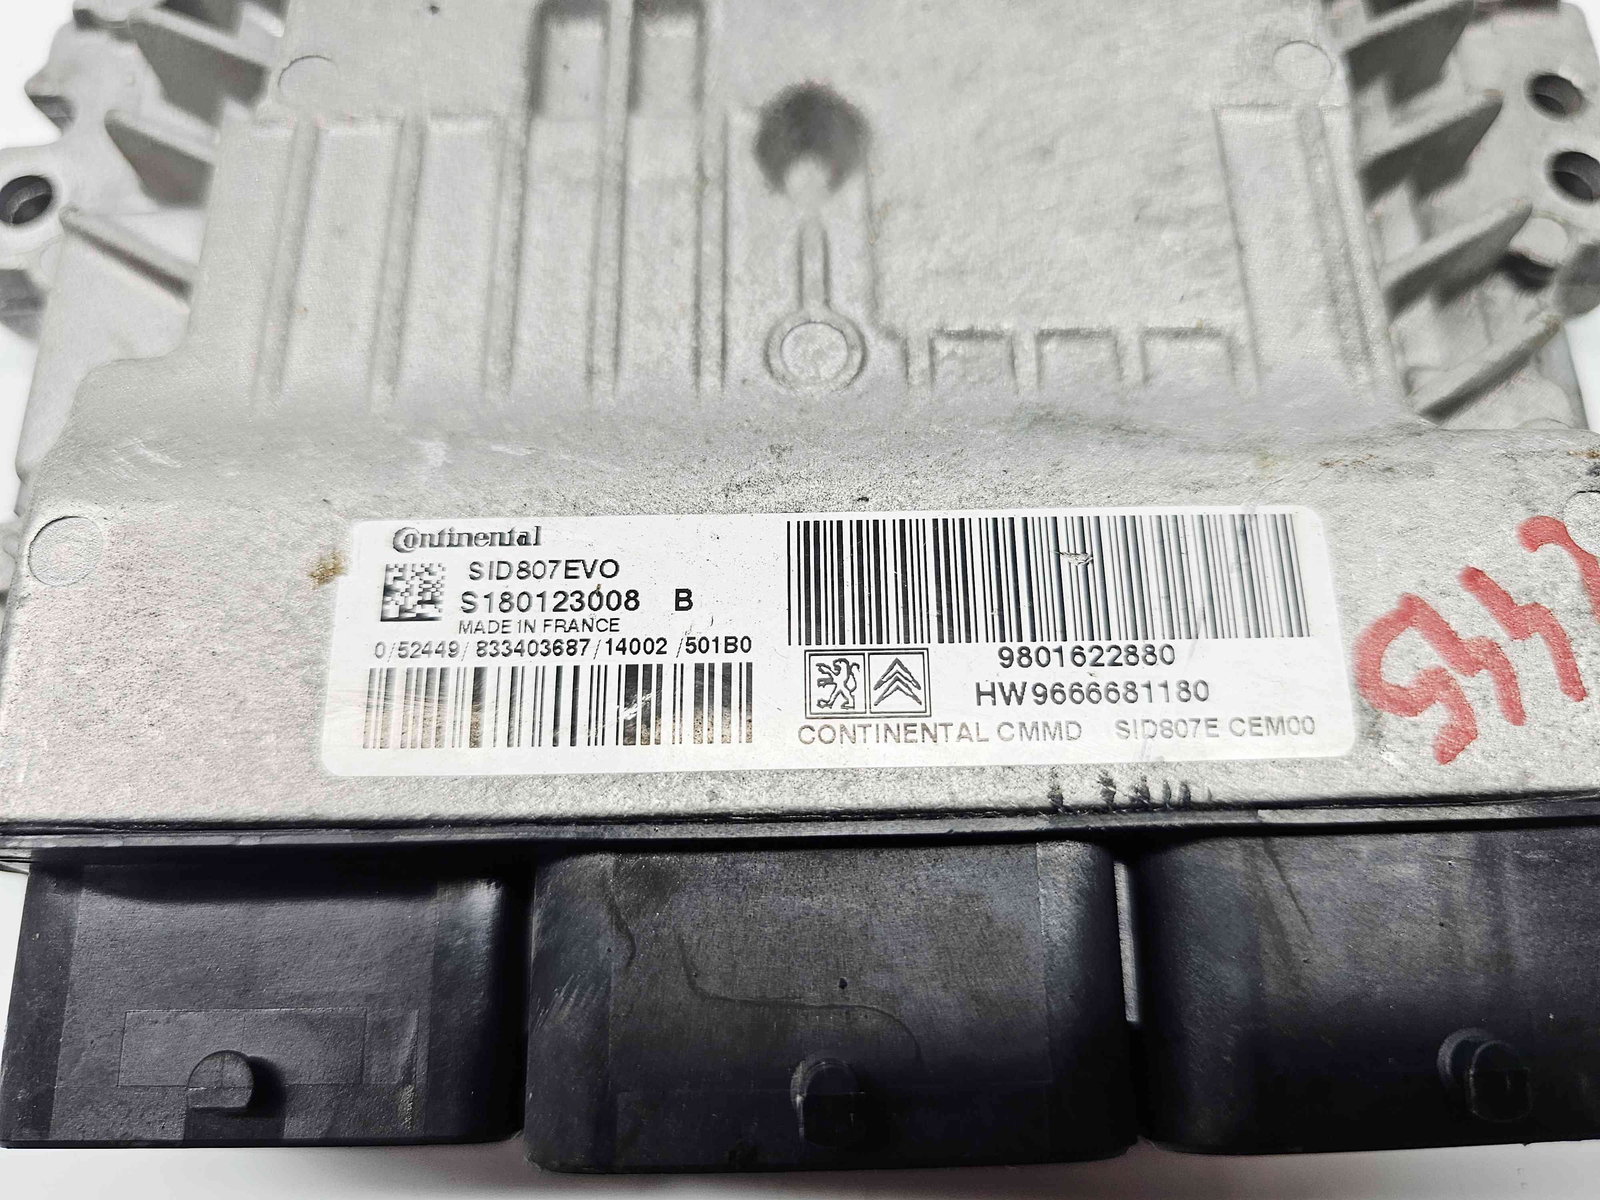 Continental
SID807EVO
S180123008 B
MADE IN FRANCE
0/52449/833403687/14002/501B0
9801622880
HW9666681180
CONTINENTAL CMMD SID807E CEM00